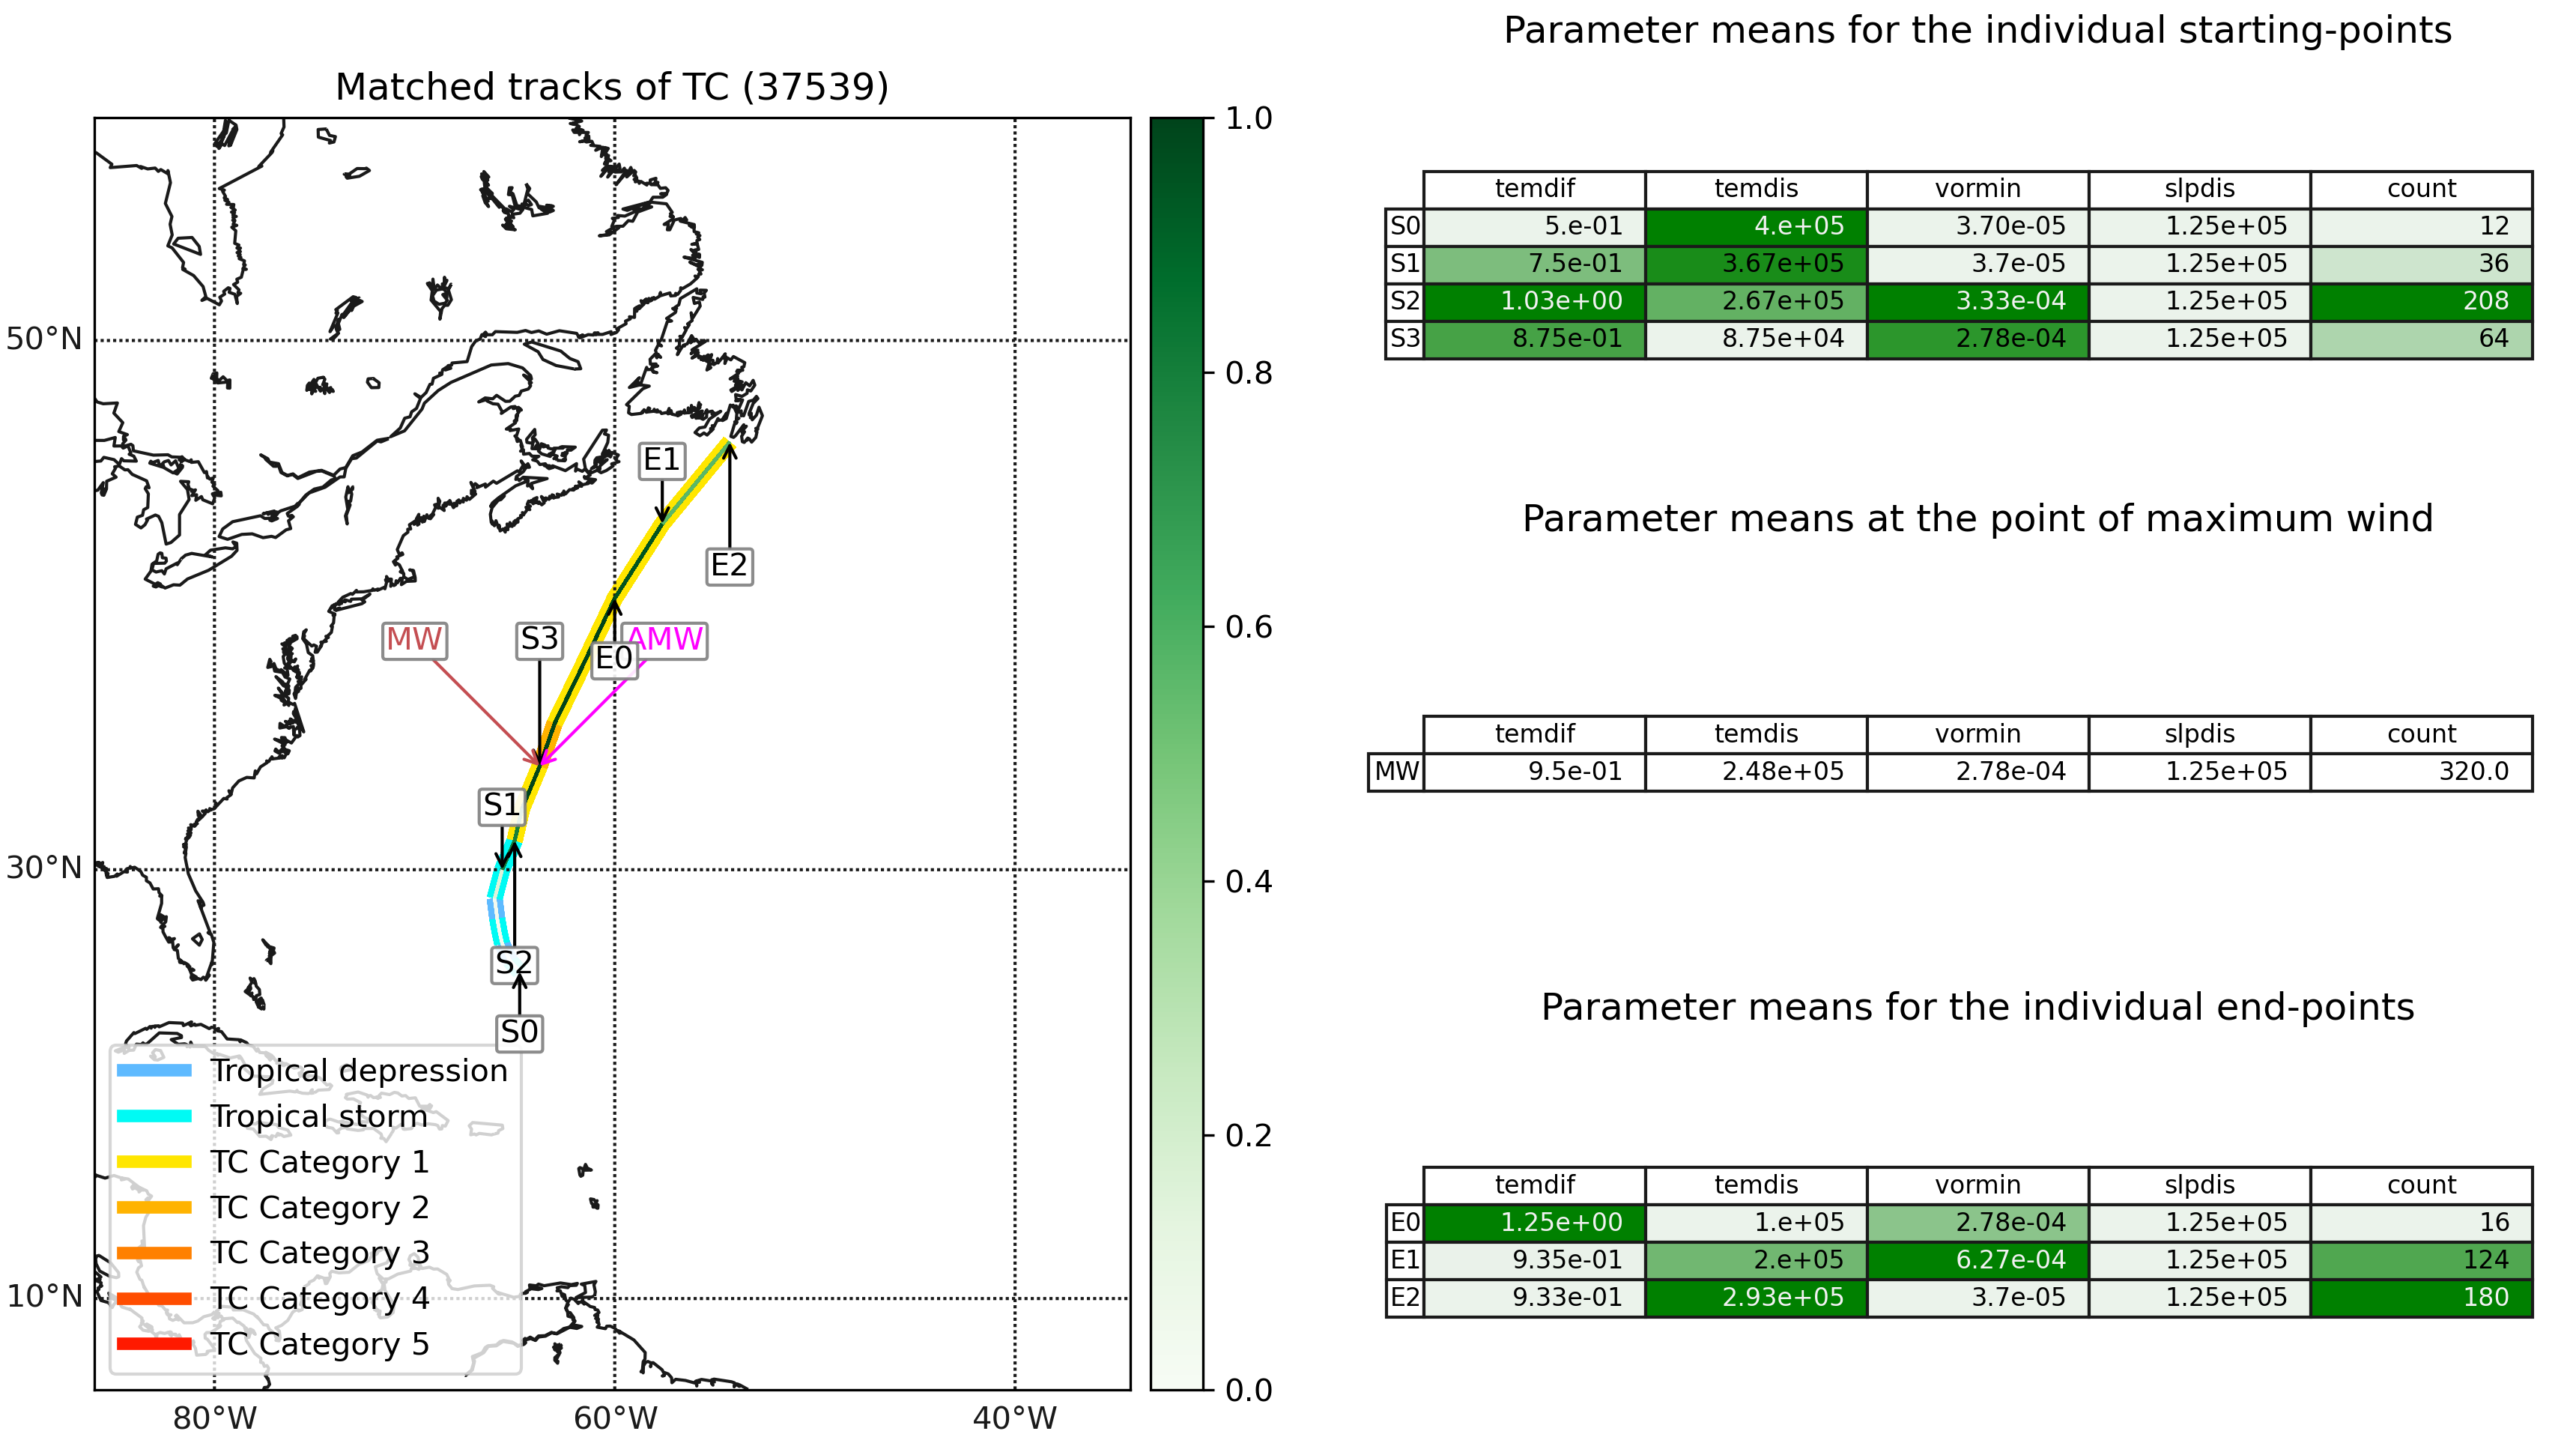 Matched tracks of TC (37539)
50°N
30°N
10°N
80°W
60°W
40°W
E1
E2
MW
S3
AMW
E0
S1
S2
S0
Tropical depression
Tropical storm
TC Category 1
TC Category 2
TC Category 3
TC Category 4
TC Category 5
1.0
0.8
0.6
0.4
0.2
0.0
Parameter means for the individual starting-points
temdif temdis vormin slpdis count
S0 5.e-01 4.e+05 3.70e-05 1.25e+05 12
S1 7.5e-01 3.67e+05 3.7e-05 1.25e+05 36
S2 1.03e+00 2.67e+05 3.33e-04 1.25e+05 208
S3 8.75e-01 8.75e+04 2.78e-04 1.25e+05 64
Parameter means at the point of maximum wind
temdif temdis vormin slpdis count
MW 9.5e-01 2.48e+05 2.78e-04 1.25e+05 320.0
Parameter means for the individual end-points
temdif temdis vormin slpdis count
E0 1.25e+00 1.e+05 2.78e-04 1.25e+05 16
E1 9.35e-01 2.e+05 6.27e-04 1.25e+05 124
E2 9.33e-01 2.93e+05 3.7e-05 1.25e+05 180